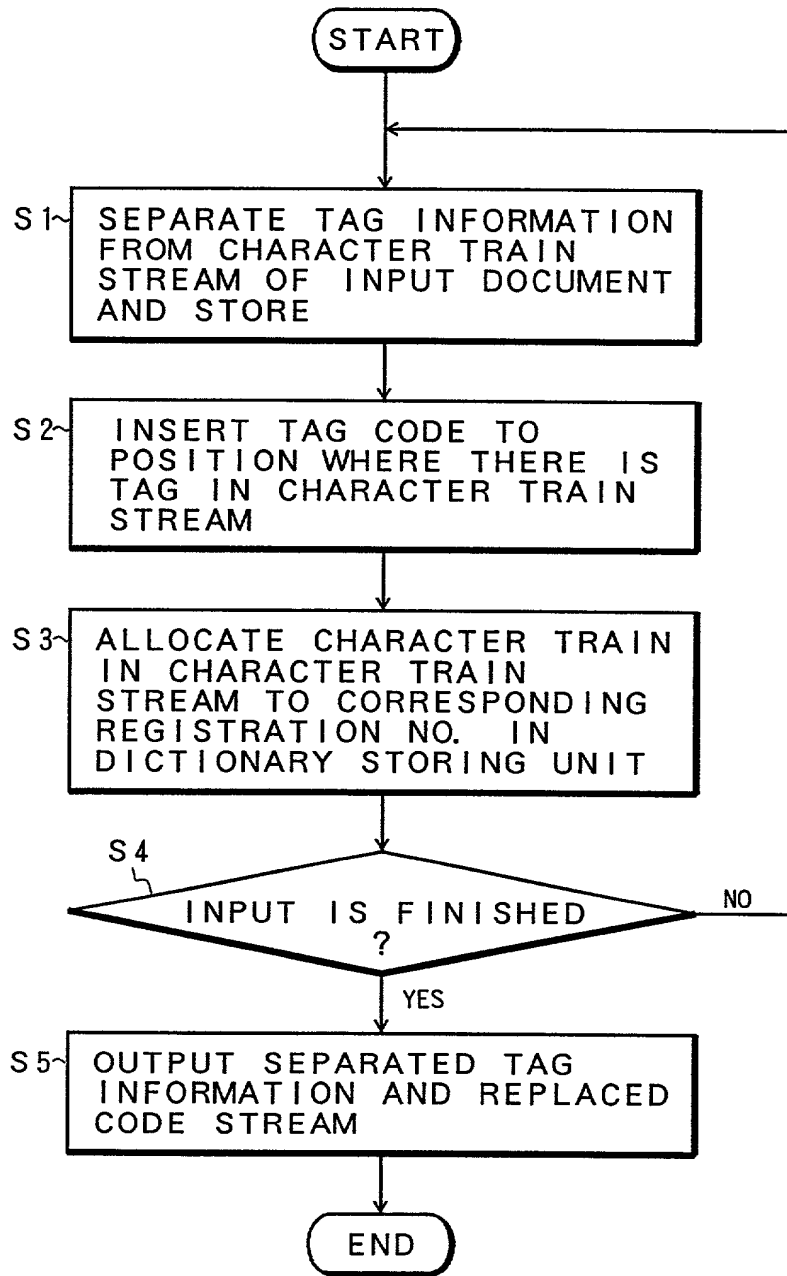 START
S1
SEPARATE TAG INFORMATION
FROM CHARACTER TRAIN
STREAM OF INPUT DOCUMENT
AND STORE
S2
INSERT TAG CODE TO
POSITION WHERE THERE IS
TAG IN CHARACTER TRAIN
STREAM
S3
ALLOCATE CHARACTER TRAIN
IN CHARACTER TRAIN
STREAM TO CORRESPONDING
REGISTRATION NO. IN
DICTIONARY STORING UNIT
S4
INPUT IS FINISHED
?
NO
YES
S5
OUTPUT SEPARATED TAG
INFORMATION AND REPLACED
CODE STREAM
END